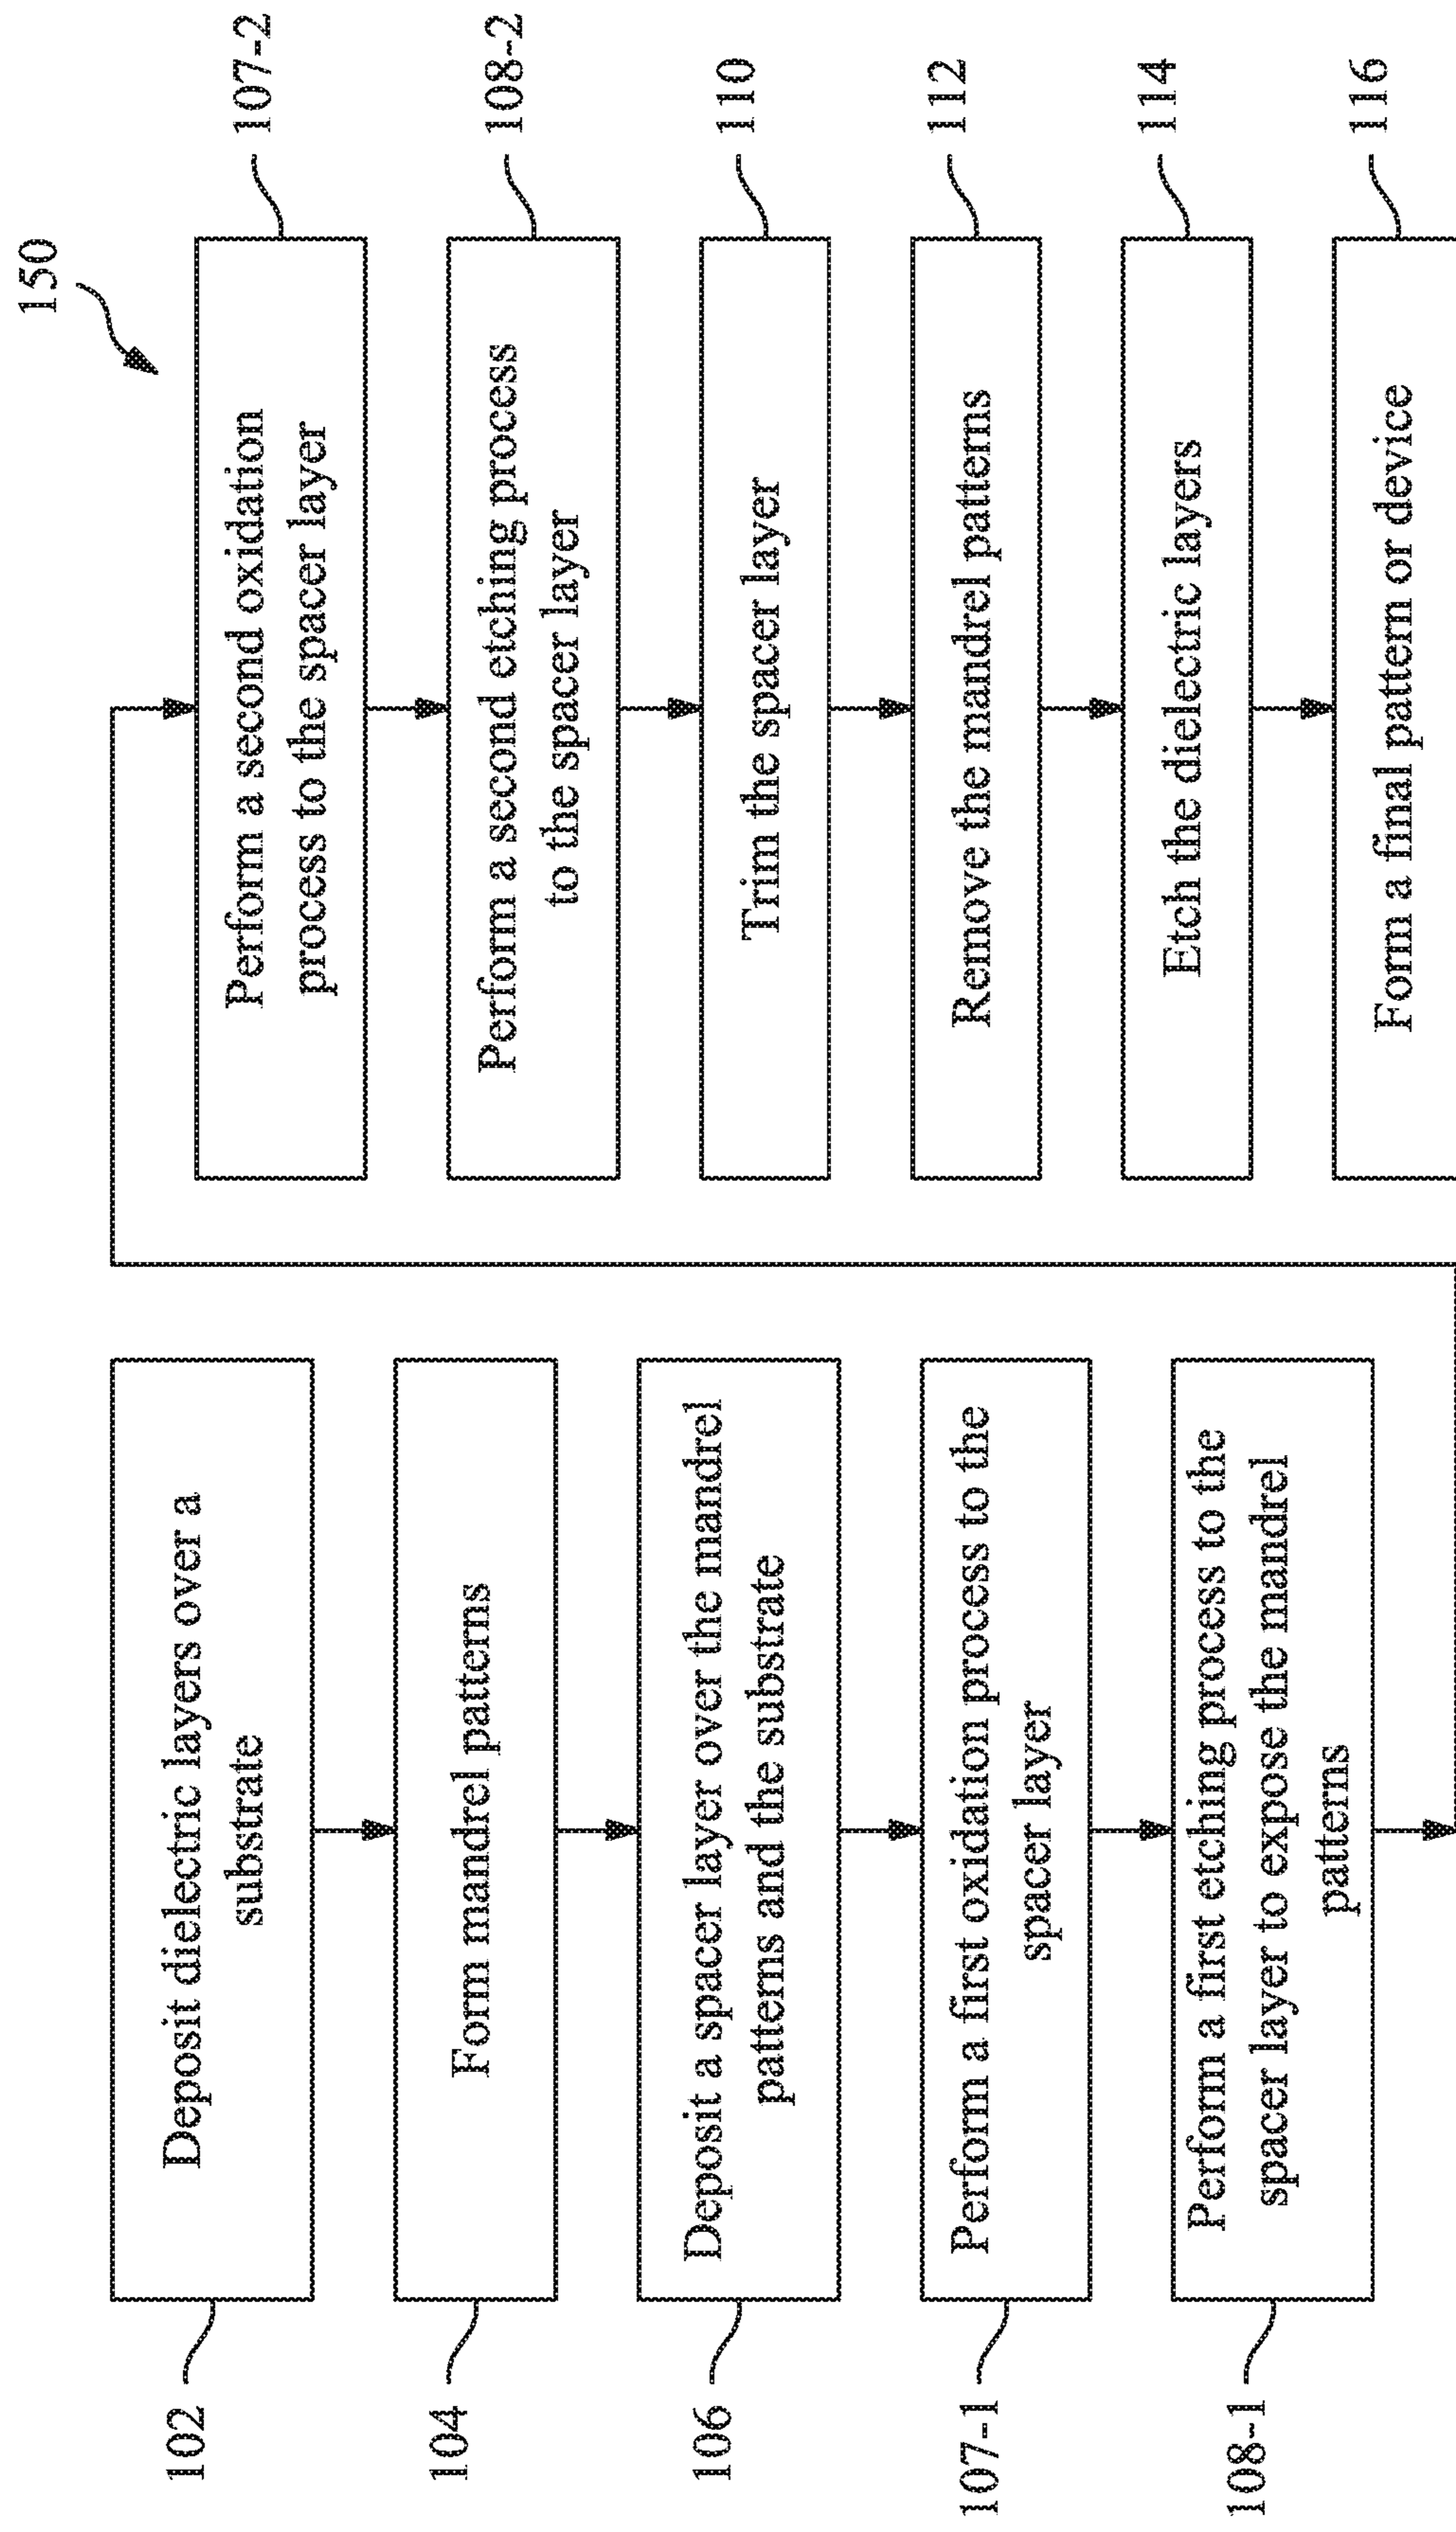 150
102
Deposit dielectric layers over a
substrate
104
Form mandrel patterns
106
Deposit a spacer layer over the mandrel
patterns and the substrate
107-1
Perform a first oxidation process to the
spacer layer
108-1
Perform a first etching process to the
spacer layer to expose the mandrel
patterns
Perform a second oxidation
process to the spacer layer
107-2
Perform a second etching process
to the spacer layer
108-2
Trim the spacer layer
110
Remove the mandrel patterns
112
Etch the dielectric layers
114
Form a final pattern or device
116